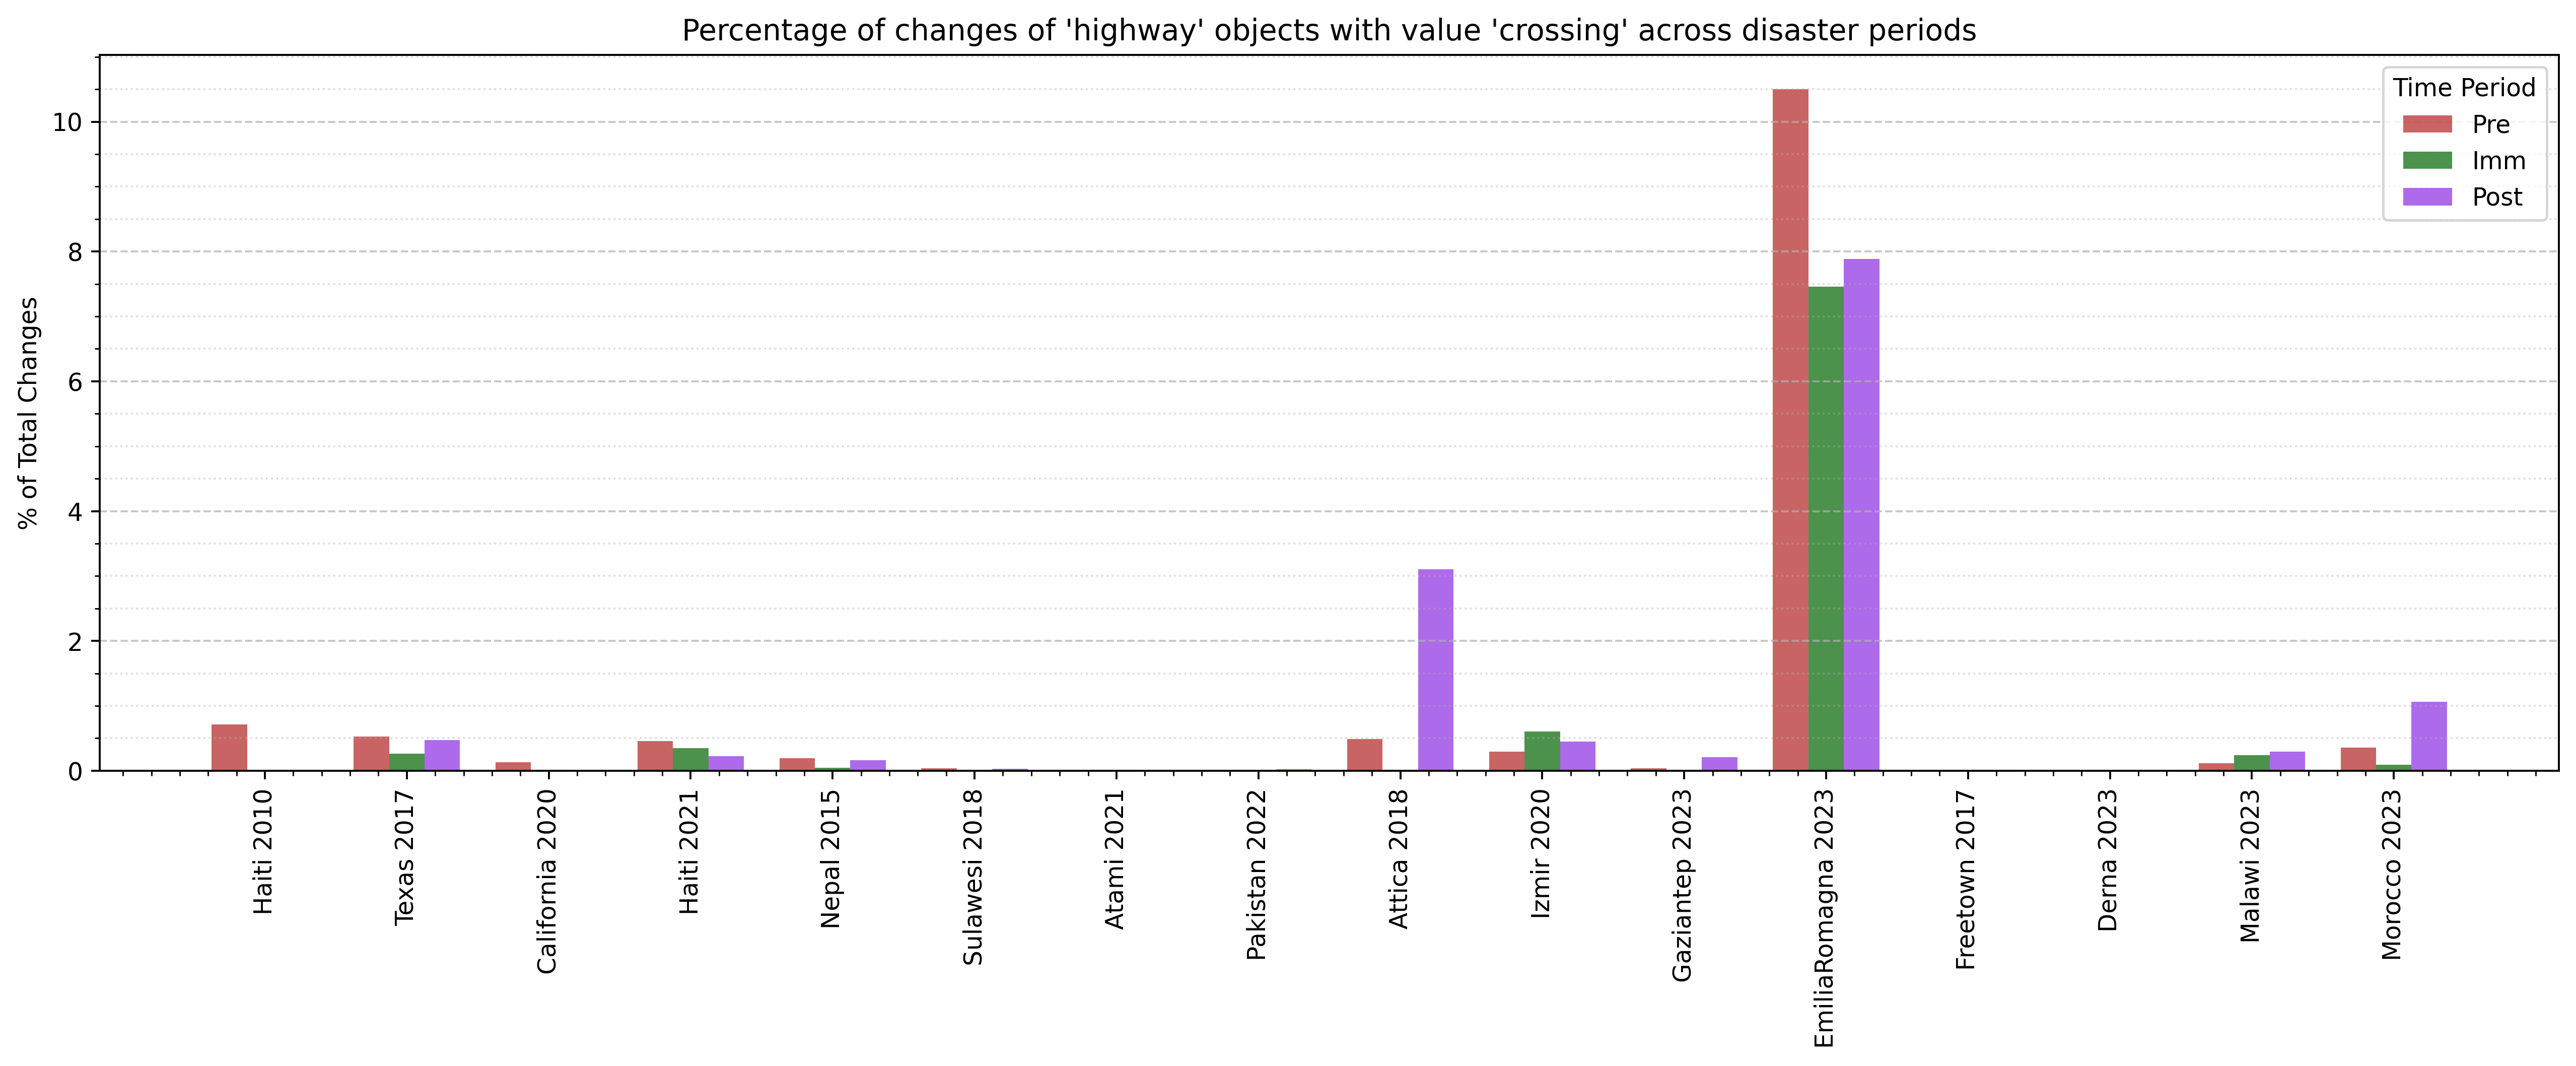 Percentage of changes of 'highway' objects with value 'crossing' across disaster periods
% of Total Changes
10
8
6
4
2
0
Time Period
Pre
Imm
Post
Haiti 2010
Texas 2017
California 2020
Haiti 2021
Nepal 2015
Sulawesi 2018
Atami 2021
Pakistan 2022
Attica 2018
Izmir 2020
Gaziantep 2023
EmiliaRomagna 2023
Freetown 2017
Derna 2023
Malawi 2023
Morocco 2023